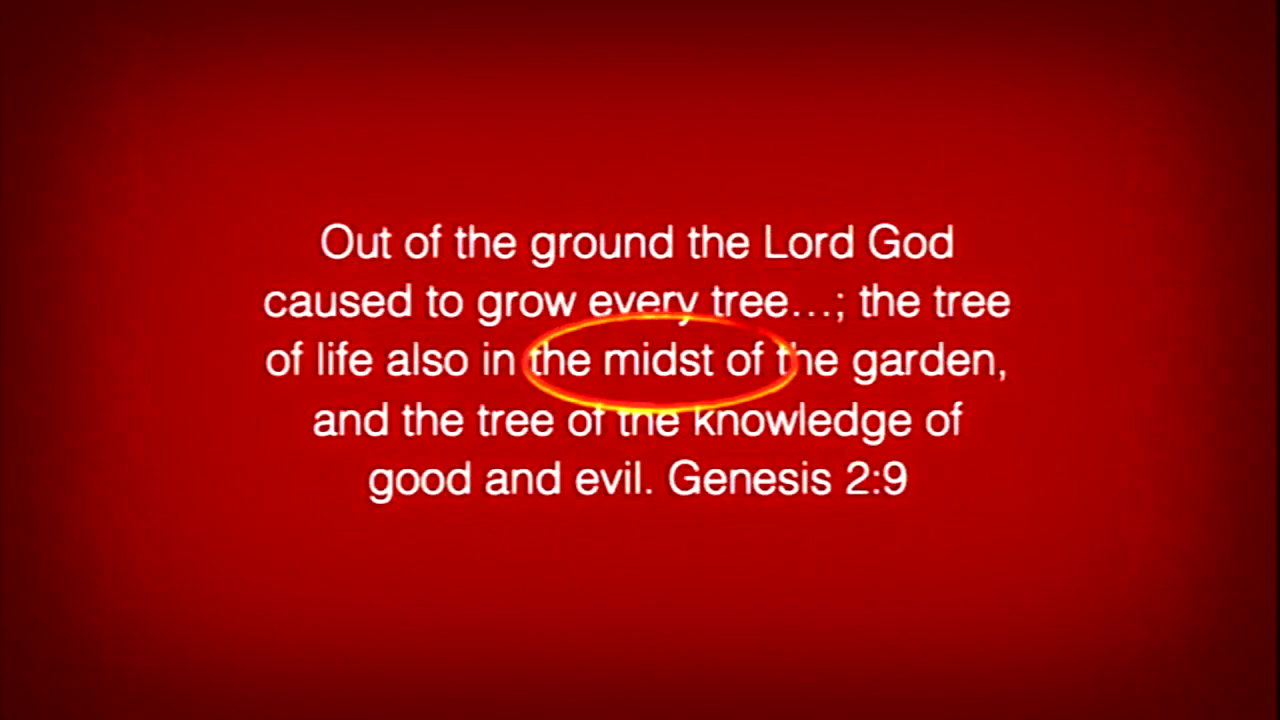 Out of the ground the Lord God
caused to grow every tree...; the tree
of life also in the midst of the garden,
and the tree of the knowledge of
good and evil. Genesis 2:9